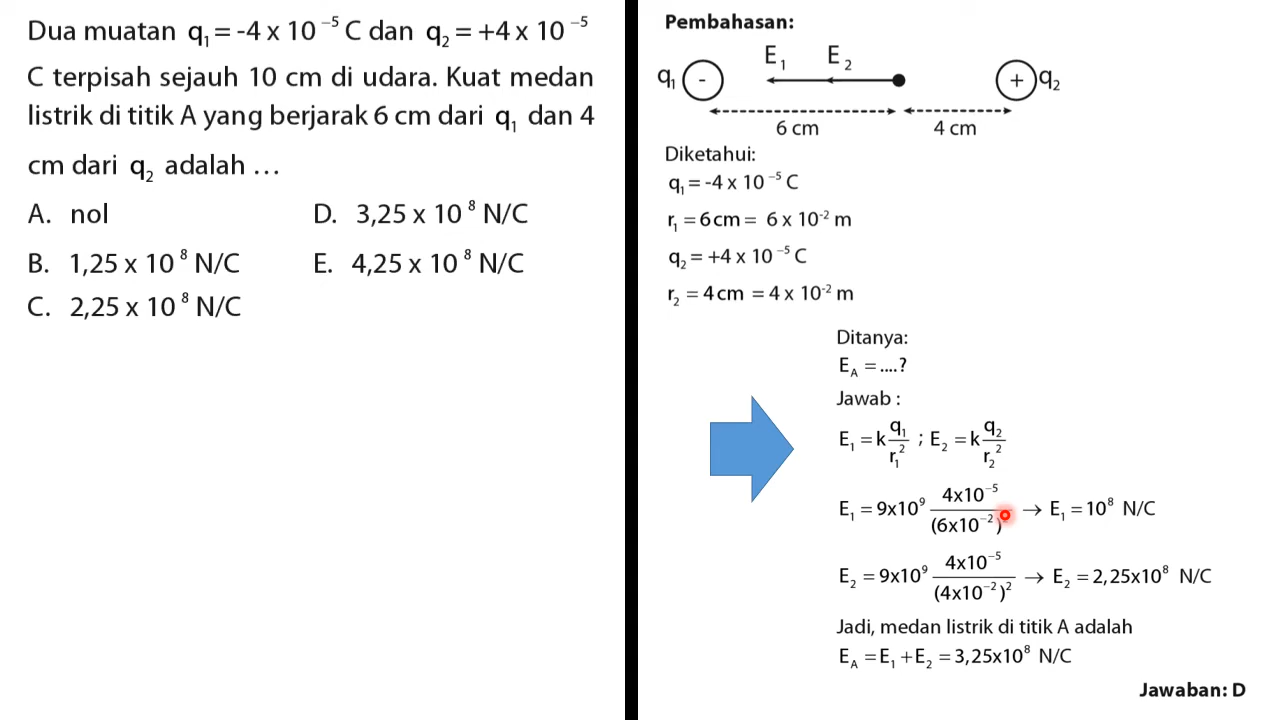 Dua muatan q₁ = -4 x 10⁻⁵ C dan q₂ = +4 x 10⁻⁵
C terpisah sejauh 10 cm di udara. Kuat medan
listrik di titik A yang berjarak 6 cm dari q₁ dan 4
cm dari q₂ adalah ...
A. nol
D. 3,25 x 10⁸ N/C
B. 1,25 x 10⁸ N/C
E. 4,25 x 10⁸ N/C
C. 2,25 x 10⁸ N/C
Pembahasan:
E₁ E₂
q₁ - + q₂
6 cm 4 cm
Diketahui:
q₁ = -4 x 10⁻⁵ C
r₁ = 6 cm = 6 x 10⁻² m
q₂ = +4 x 10⁻⁵ C
r₂ = 4 cm = 4 x 10⁻² m
Ditanya:
E_A = ....?
Jawab :
E₁ = k q₁/r₁² ; E₂ = k q₂/r₂²
E₁ = 9x10⁹ 4x10⁻⁵/(6x10⁻²) → E₁ = 10⁸ N/C
E₂ = 9x10⁹ 4x10⁻⁵/(4x10⁻²)² → E₂ = 2,25x10⁸ N/C
Jadi, medan listrik di titik A adalah
E_A = E₁ + E₂ = 3,25x10⁸ N/C
Jawaban: D